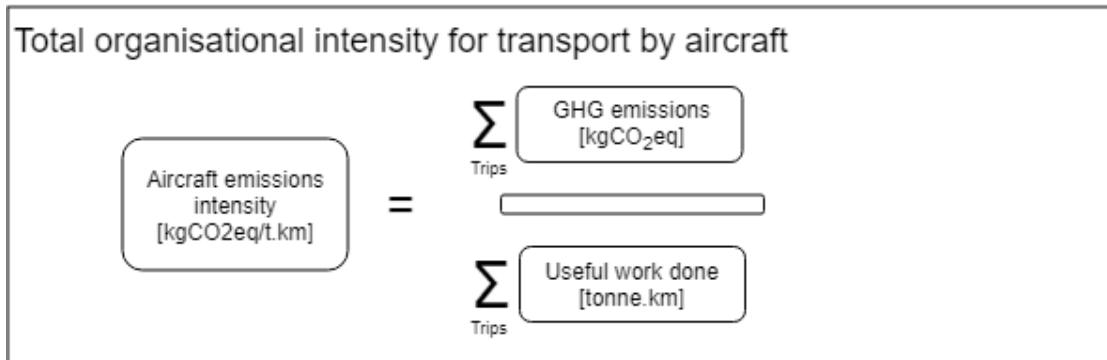 Total organisational intensity for transport by aircraft
Aircraft emissions
intensity
[kgCO2eq/t.km]
=
Σ
Trips
GHG emissions
[kgCO₂eq]
Σ
Trips
Useful work done
[tonne.km]